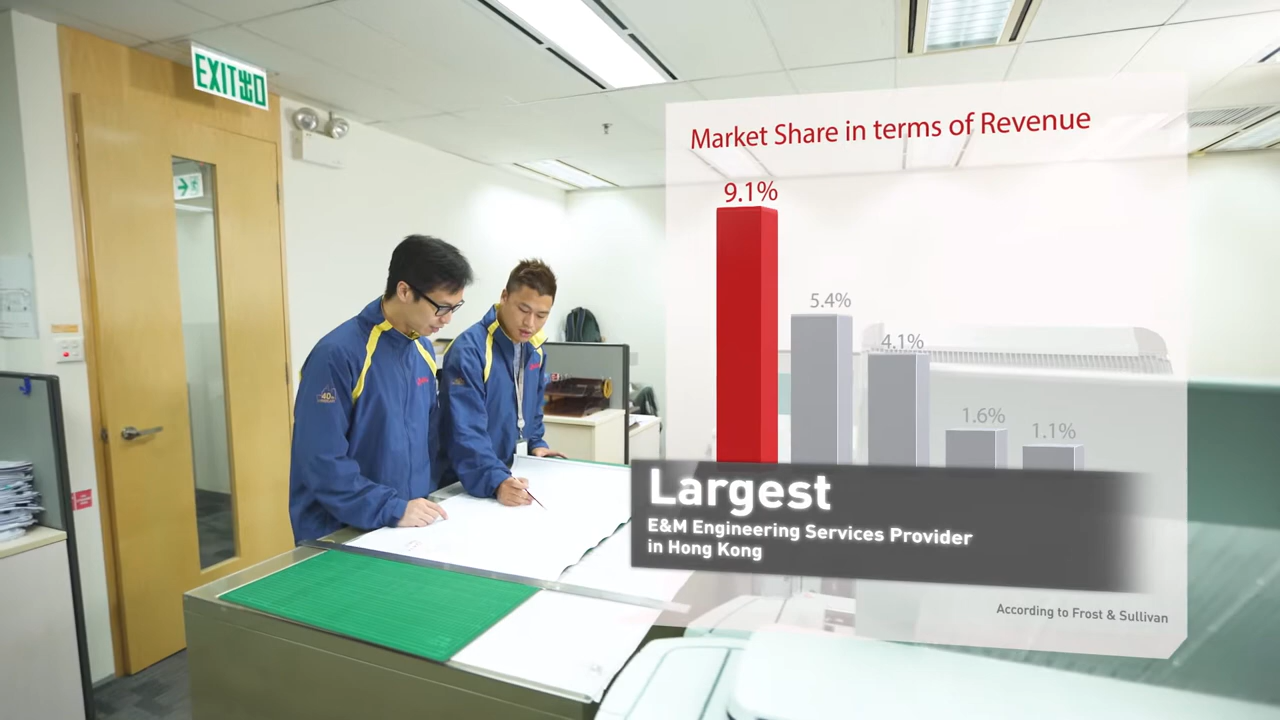 EXIT出口
Market Share in terms of Revenue
9.1%
5.4%
4.1%
1.6%
1.1%
Largest
E&M Engineering Services Provider
in Hong Kong
According to Frost & Sullivan
40